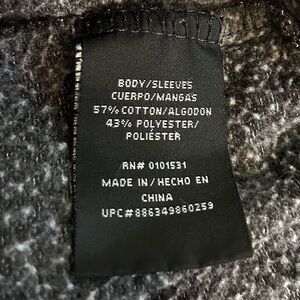 BODY/SLEEVES
CUERPO/MANGAS
57% COTTON/ALGODON
43% POLYESTER/
POLIÉSTER
RN# 0101531
MADE IN / HECHO EN
CHINA
UPC#886349860259